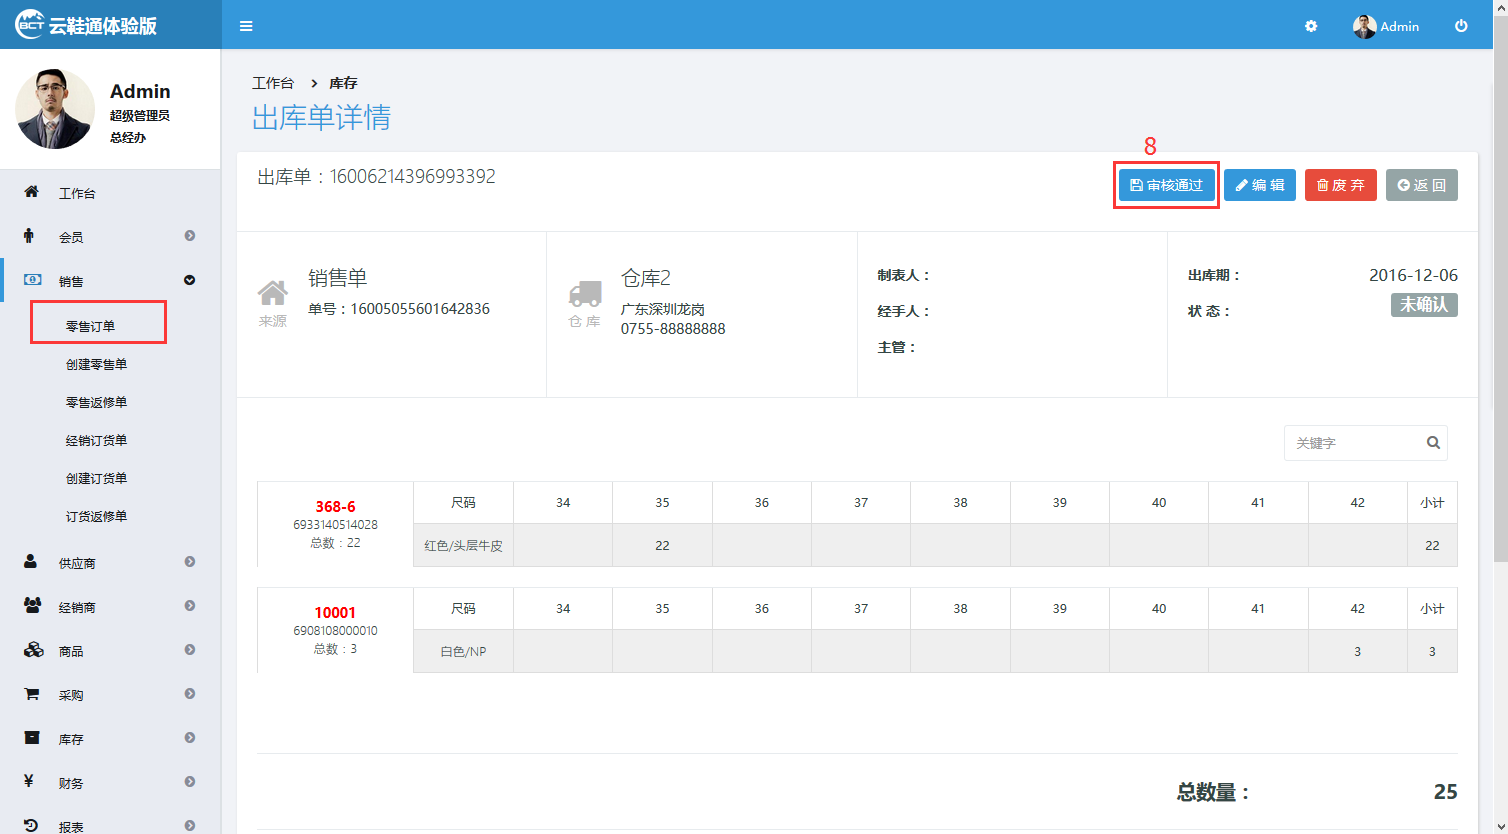 BCT 云鞋通体验版
Admin
Admin
超级管理员
总经办
工作台
会员
销售
零售订单
创建零售单
零售返修单
经销订货单
创建订货单
订货返修单
供应商
经销商
商品
采购
库存
财务
报表
工作台 > 库存
出库单详情
8
出库单：16006214396993392
审核通过 编 辑 废 弃 返 回
来源
销售单
单号：16005055601642836
仓 库
仓库2
广东深圳龙岗
0755-88888888
制表人：
经手人：
主管：
出库期： 2016-12-06
状 态： 未确认
关键字
368-6
6933140514028
总数：22
尺码 34 35 36 37 38 39 40 41 42 小计
红色/头层牛皮 22 22
10001
6908108000010
总数：3
尺码 34 35 36 37 38 39 40 41 42 小计
白色/NP 3 3
总数量： 25